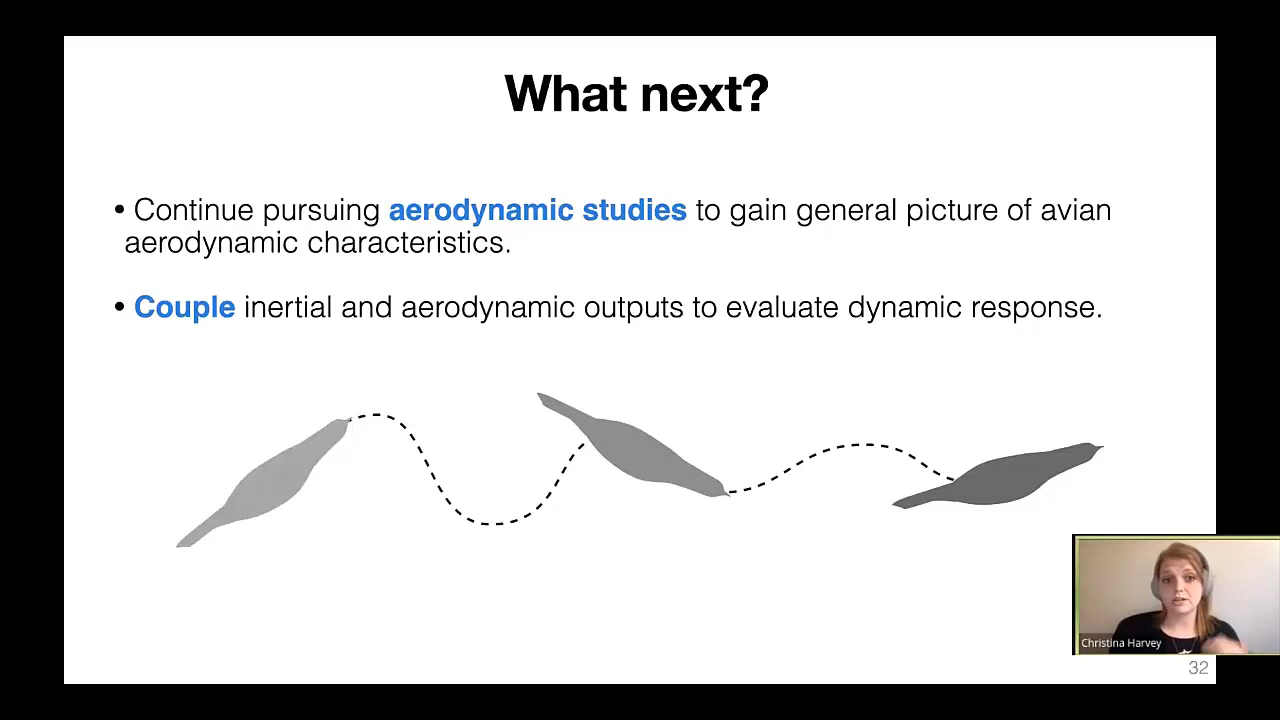 What next?
• Continue pursuing aerodynamic studies to gain general picture of avian
aerodynamic characteristics.
• Couple inertial and aerodynamic outputs to evaluate dynamic response.
Christina Harvey
32